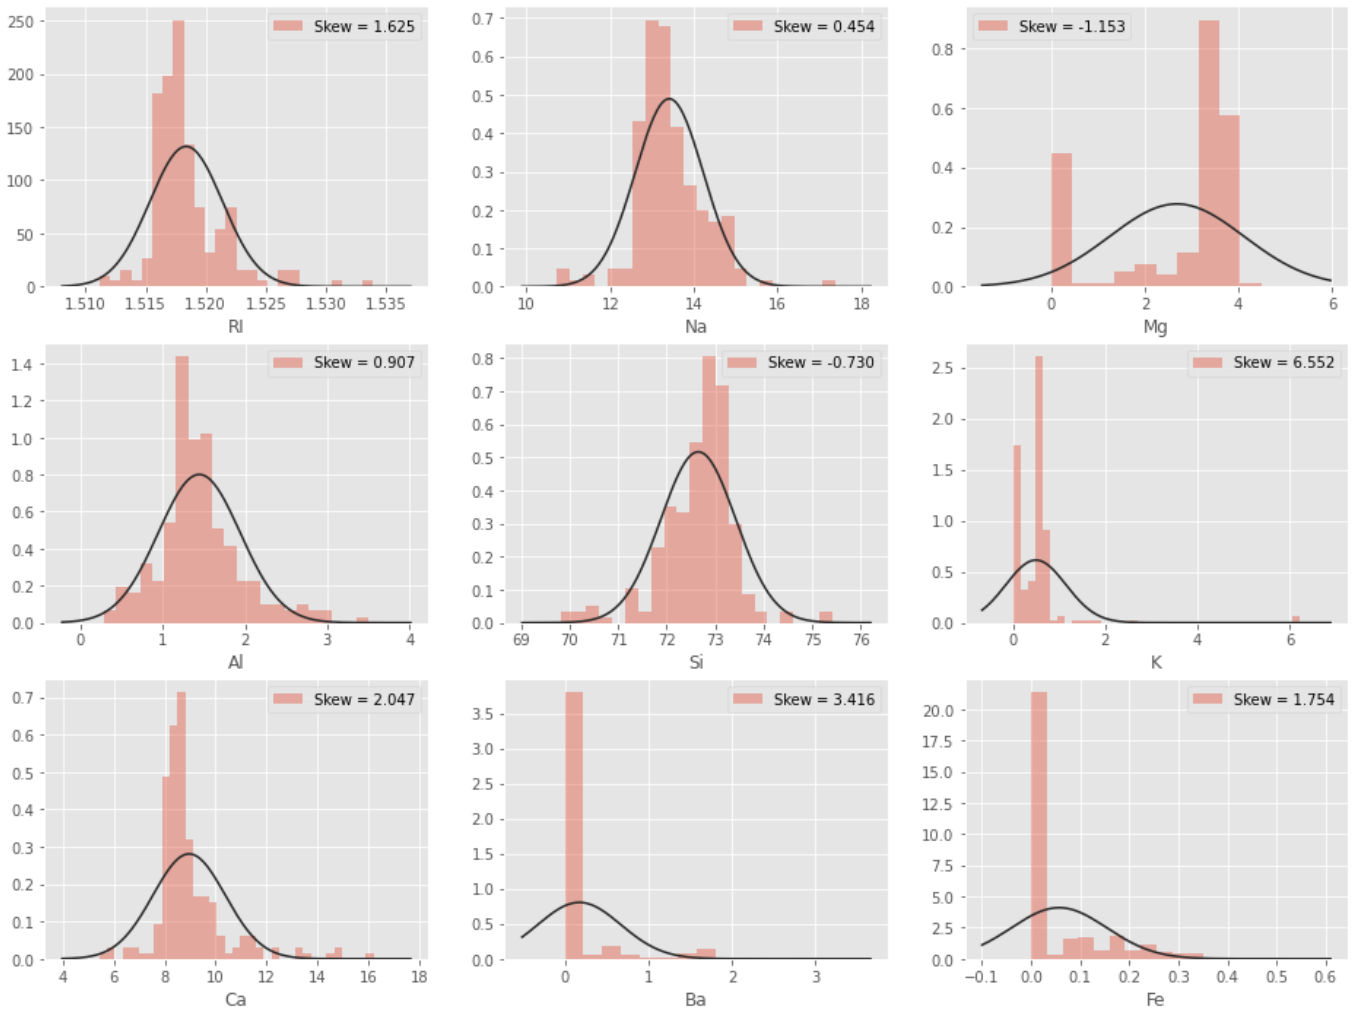 Skew = 1.625
250
200
150
100
50
0
1.510 1.515 1.520 1.525 1.530 1.535
RI
Skew = 0.454
0.7
0.6
0.5
0.4
0.3
0.2
0.1
0.0
10 12 14 16 18
Na
Skew = -1.153
0.8
0.6
0.4
0.2
0.0
0 2 4 6
Mg
Skew = 0.907
1.4
1.2
1.0
0.8
0.6
0.4
0.2
0.0
0 1 2 3 4
Al
Skew = -0.730
0.8
0.7
0.6
0.5
0.4
0.3
0.2
0.1
0.0
69 70 71 72 73 74 75 76
Si
Skew = 6.552
2.5
2.0
1.5
1.0
0.5
0.0
0 2 4 6
K
Skew = 2.047
0.7
0.6
0.5
0.4
0.3
0.2
0.1
0.0
4 6 8 10 12 14 16 18
Ca
Skew = 3.416
3.5
3.0
2.5
2.0
1.5
1.0
0.5
0.0
0 1 2 3
Ba
Skew = 1.754
20.0
17.5
15.0
12.5
10.0
7.5
5.0
2.5
0.0
−0.1 0.0 0.1 0.2 0.3 0.4 0.5 0.6
Fe